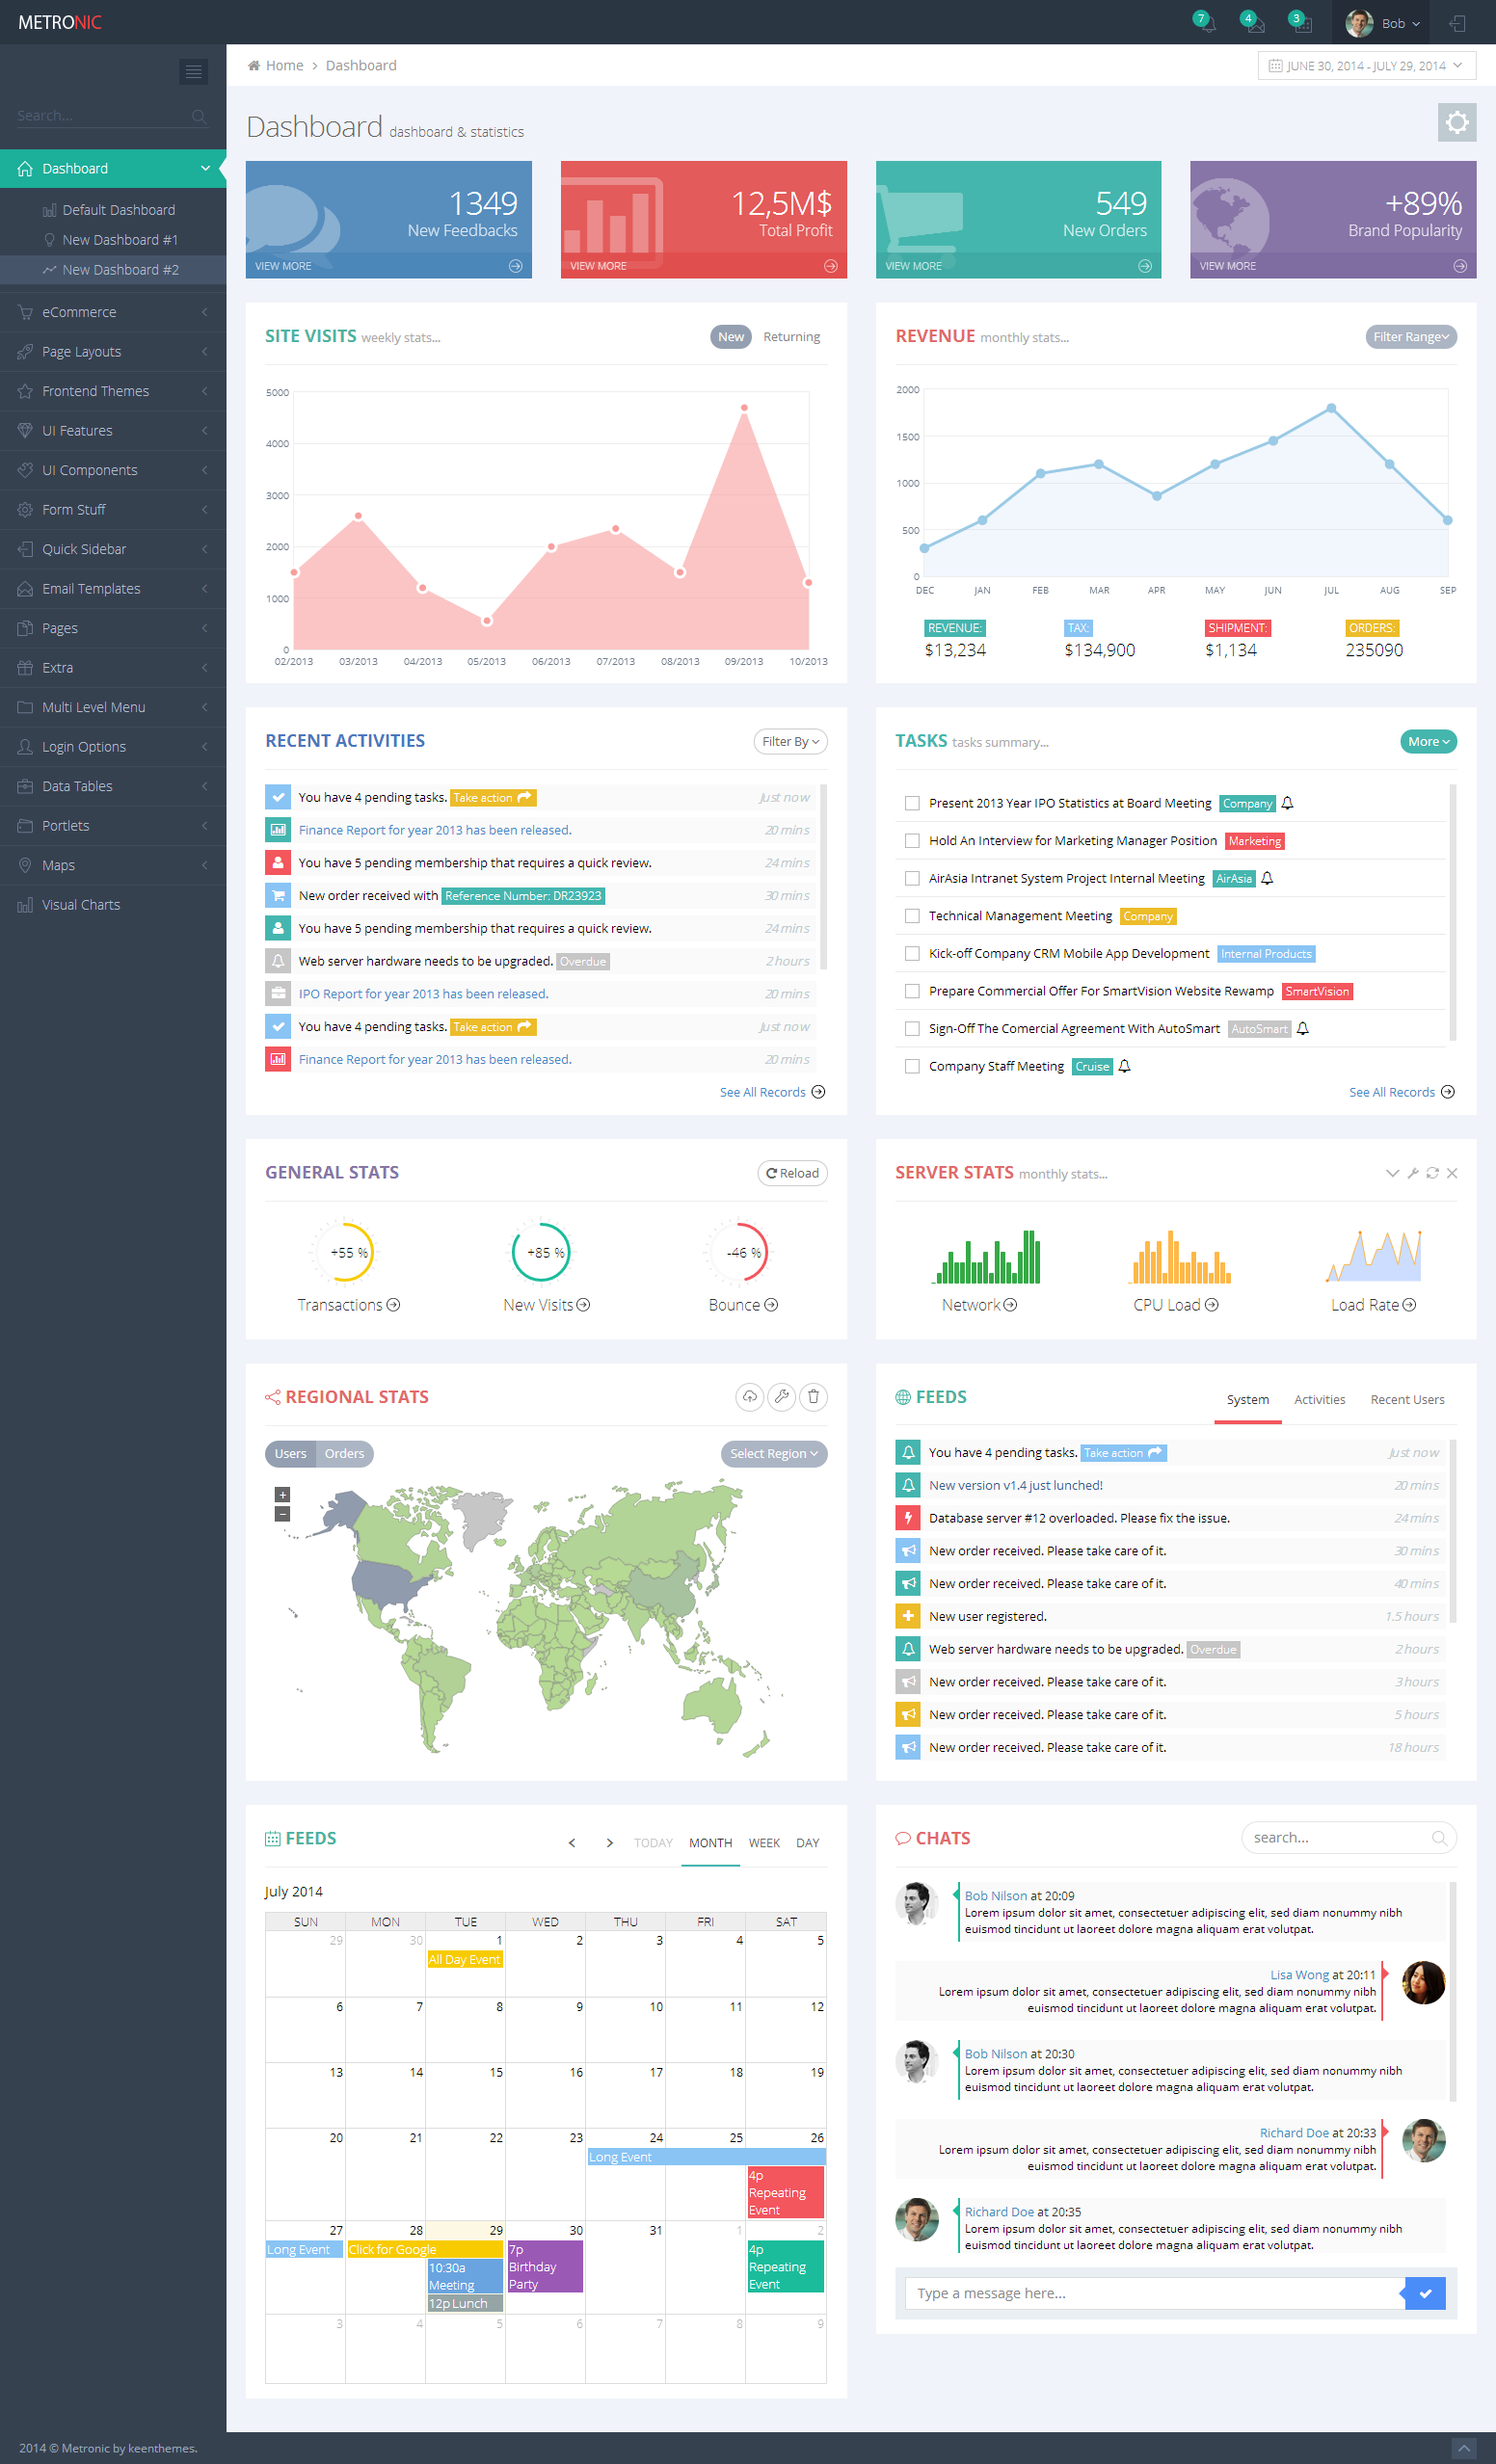 METRONIC
7
4
3
Bob
Search...
Dashboard
Default Dashboard
New Dashboard #1
New Dashboard #2
eCommerce
Page Layouts
Frontend Themes
UI Features
UI Components
Form Stuff
Quick Sidebar
Email Templates
Pages
Extra
Multi Level Menu
Login Options
Data Tables
Portlets
Maps
Visual Charts
Home > Dashboard
JUNE 30, 2014 - JULY 29, 2014
Dashboard dashboard & statistics
1349
New Feedbacks
VIEW MORE
12,5M$
Total Profit
VIEW MORE
549
New Orders
VIEW MORE
+89%
Brand Popularity
VIEW MORE
SITE VISITS weekly stats...
New Returning
5000
4000
3000
2000
1000
0
02/2013 03/2013 04/2013 05/2013 06/2013 07/2013 08/2013 09/2013 10/2013
REVENUE monthly stats...
Filter Range
2000
1500
1000
500
0
DEC JAN FEB MAR APR MAY JUN JUL AUG SEP
REVENUE: TAX: SHIPMENT: ORDERS:
$13,234 $134,900 $1,134 235090
RECENT ACTIVITIES
Filter By
You have 4 pending tasks. Take action Just now
Finance Report for year 2013 has been released. 20 mins
You have 5 pending membership that requires a quick review. 24 mins
New order received with Reference Number: DR23923 30 mins
You have 5 pending membership that requires a quick review. 24 mins
Web server hardware needs to be upgraded. Overdue 2 hours
IPO Report for year 2013 has been released. 20 mins
You have 4 pending tasks. Take action Just now
Finance Report for year 2013 has been released. 20 mins
See All Records
TASKS tasks summary...
More
Present 2013 Year IPO Statistics at Board Meeting Company
Hold An Interview for Marketing Manager Position Marketing
AirAsia Intranet System Project Internal Meeting AirAsia
Technical Management Meeting Company
Kick-off Company CRM Mobile App Development Internal Products
Prepare Commercial Offer For SmartVision Website Rewamp SmartVision
Sign-Off The Comercial Agreement With AutoSmart AutoSmart
Company Staff Meeting Cruise
See All Records
GENERAL STATS
Reload
+55 % +85 % -46 %
Transactions New Visits Bounce
SERVER STATS monthly stats...
Network CPU Load Load Rate
REGIONAL STATS
Users Orders
Select Region
+
−
FEEDS
System Activities Recent Users
You have 4 pending tasks. Take action Just now
New version v1.4 just lunched! 20 mins
Database server #12 overloaded. Please fix the issue. 24 mins
New order received. Please take care of it. 30 mins
New order received. Please take care of it. 40 mins
New user registered. 1.5 hours
Web server hardware needs to be upgraded. Overdue 2 hours
New order received. Please take care of it. 3 hours
New order received. Please take care of it. 5 hours
New order received. Please take care of it. 18 hours
FEEDS
TODAY MONTH WEEK DAY
July 2014
SUN MON TUE WED THU FRI SAT
29 30 1 2 3 4 5
All Day Event
6 7 8 9 10 11 12
13 14 15 16 17 18 19
20 21 22 23 24 25 26
Long Event
4p
Repeating
Event
27 28 29 30 31 1 2
Long Event
Click for Google
10:30a
Meeting
12p Lunch
7p
Birthday
Party
4p
Repeating
Event
3 4 5 6 7 8 9
CHATS
search...
Bob Nilson at 20:09
Lorem ipsum dolor sit amet, consectetuer adipiscing elit, sed diam nonummy nibh
euismod tincidunt ut laoreet dolore magna aliquam erat volutpat.
Lisa Wong at 20:11
Lorem ipsum dolor sit amet, consectetuer adipiscing elit, sed diam nonummy nibh
euismod tincidunt ut laoreet dolore magna aliquam erat volutpat.
Bob Nilson at 20:30
Lorem ipsum dolor sit amet, consectetuer adipiscing elit, sed diam nonummy nibh
euismod tincidunt ut laoreet dolore magna aliquam erat volutpat.
Richard Doe at 20:33
Lorem ipsum dolor sit amet, consectetuer adipiscing elit, sed diam nonummy nibh
euismod tincidunt ut laoreet dolore magna aliquam erat volutpat.
Richard Doe at 20:35
Lorem ipsum dolor sit amet, consectetuer adipiscing elit, sed diam nonummy nibh
euismod tincidunt ut laoreet dolore magna aliquam erat volutpat.
Type a message here...
2014 © Metronic by keenthemes.